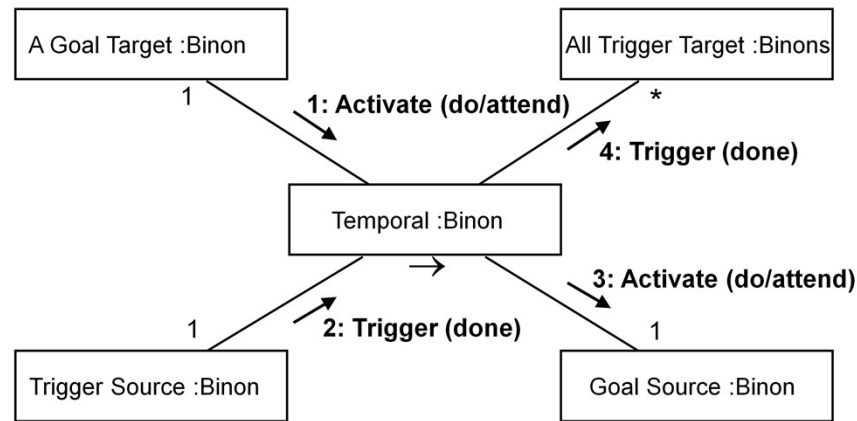 A Goal Target :Binon
All Trigger Target :Binons
1
*
1: Activate (do/attend)
4: Trigger (done)
Temporal :Binon
→
3: Activate (do/attend)
1
2: Trigger (done)
1
Trigger Source :Binon
Goal Source :Binon